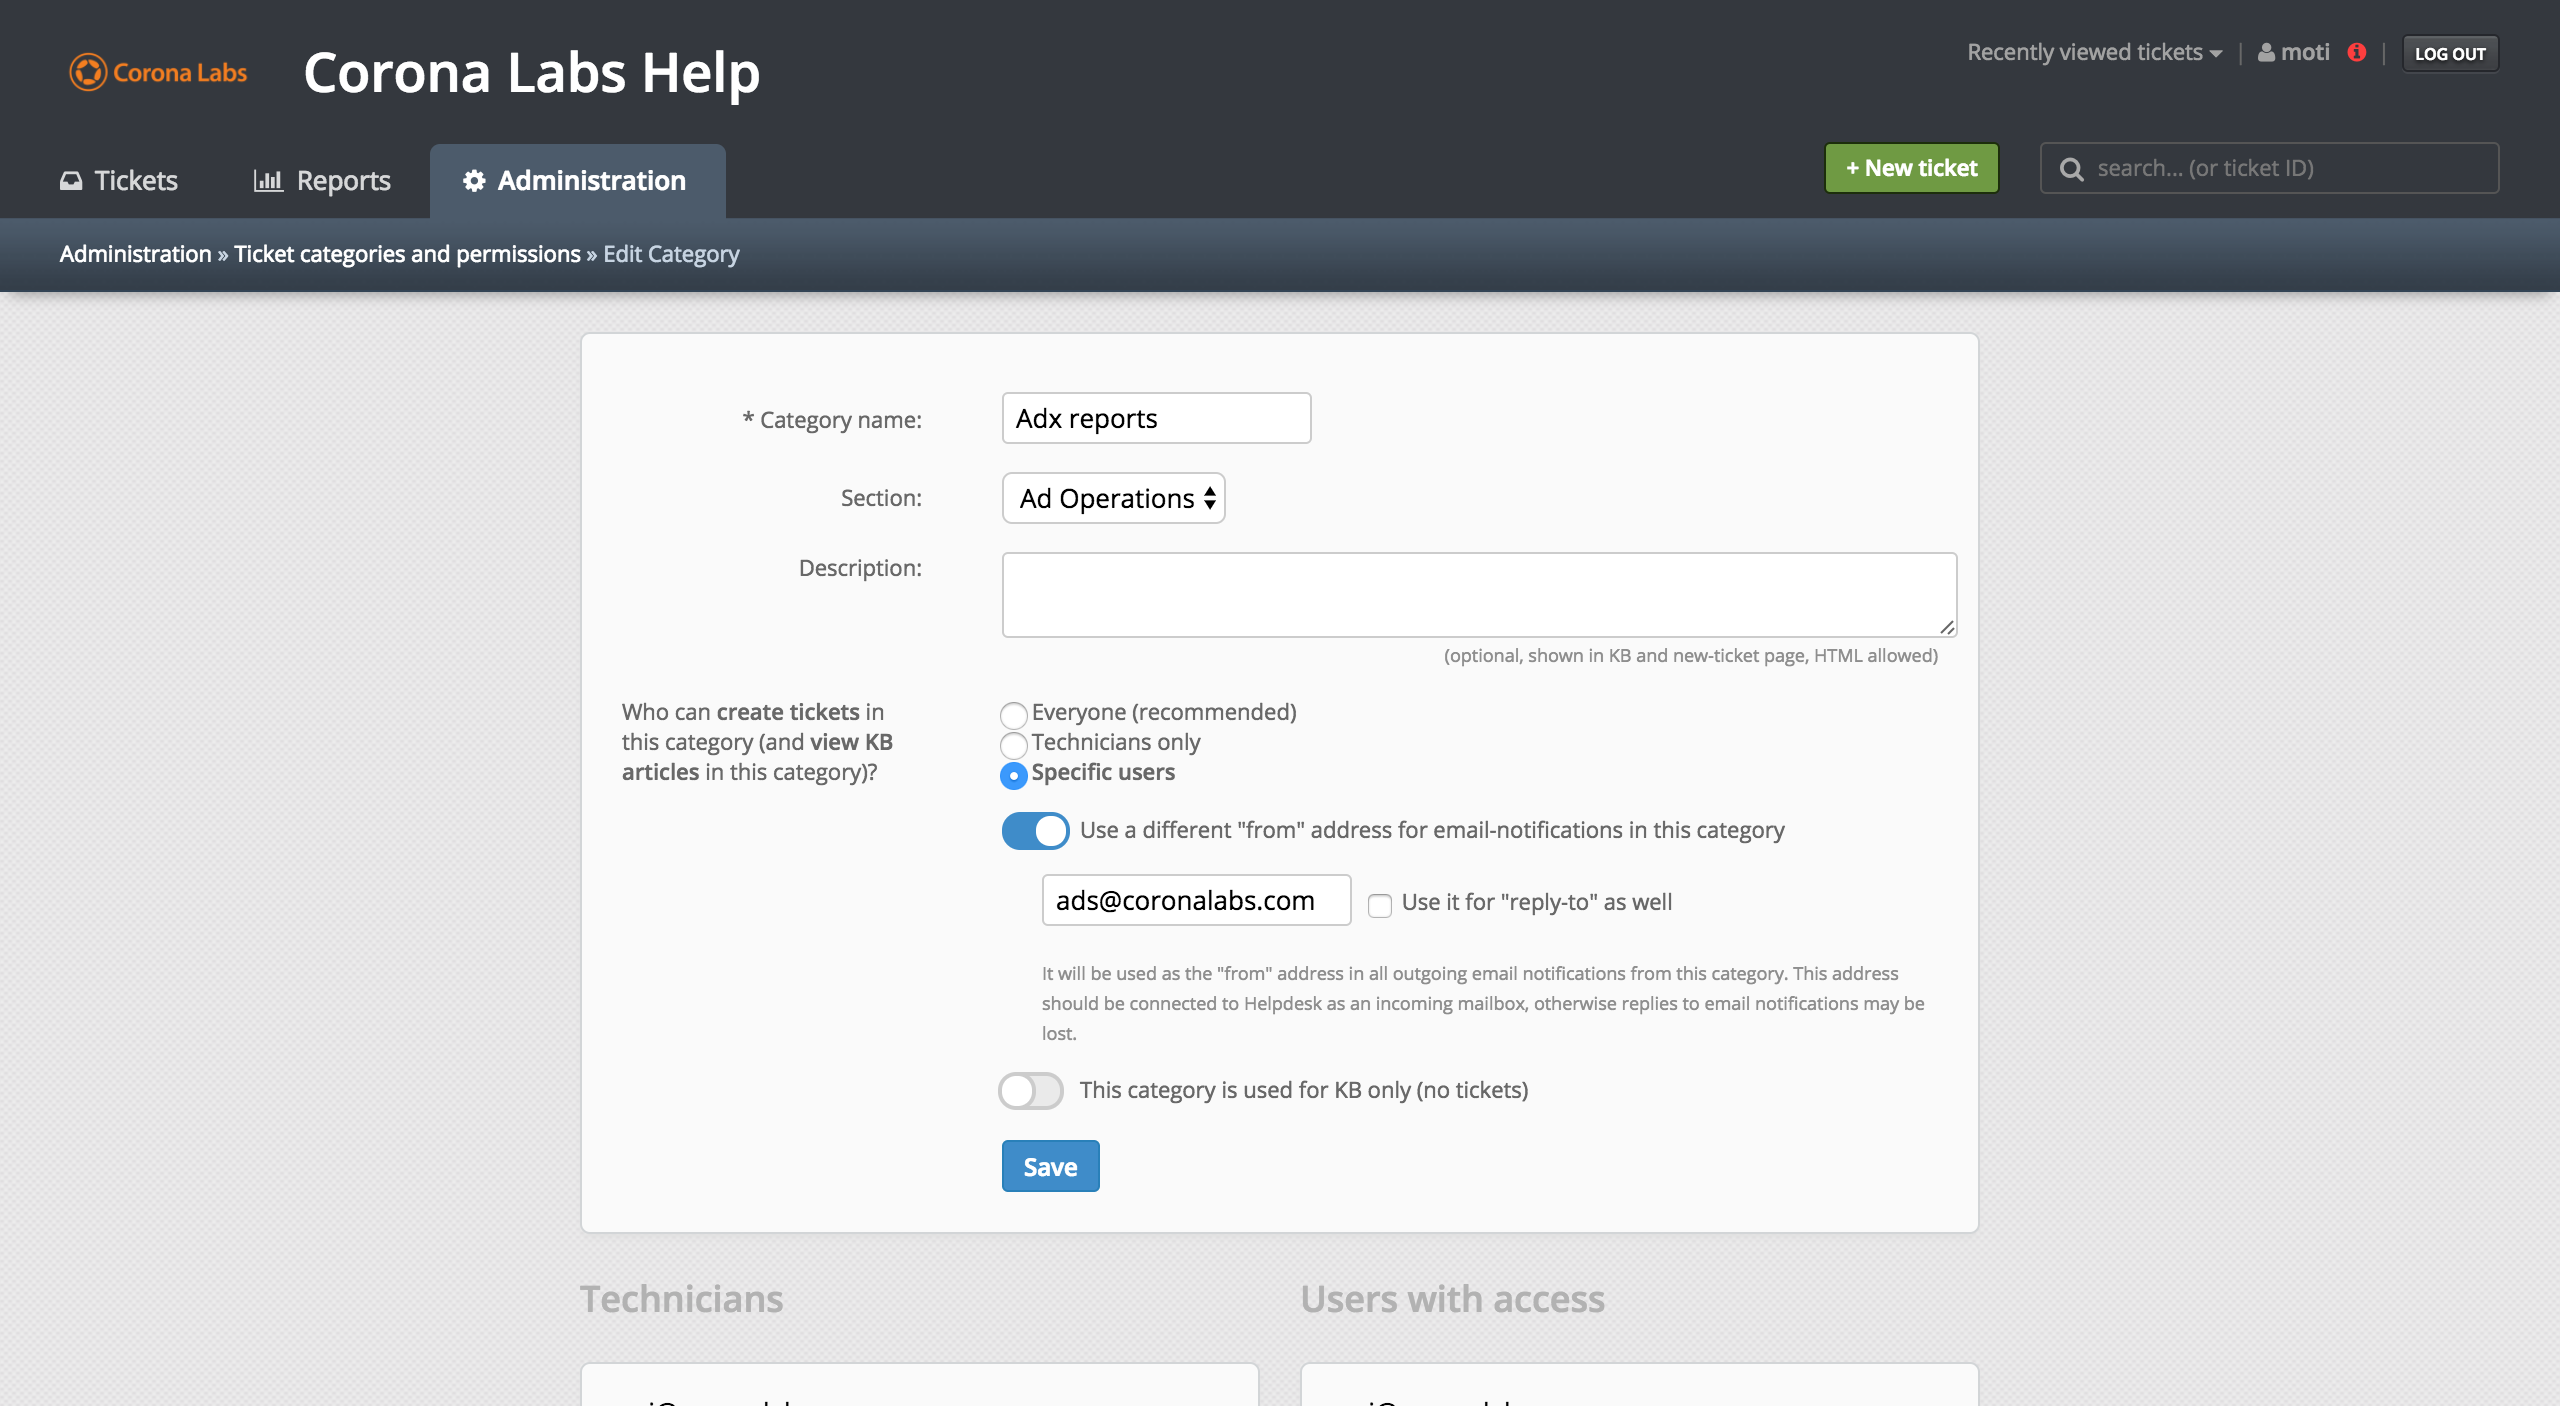 Corona Labs
Corona Labs Help
Recently viewed tickets | moti | LOG OUT
Tickets
Reports
Administration
+ New ticket
search... (or ticket ID)
Administration » Ticket categories and permissions » Edit Category
* Category name:
Adx reports
Section:
Ad Operations
Description:
(optional, shown in KB and new-ticket page, HTML allowed)
Who can create tickets in
this category (and view KB
articles in this category)?
Everyone (recommended)
Technicians only
Specific users
Use a different "from" address for email-notifications in this category
ads@coronalabs.com
Use it for "reply-to" as well
It will be used as the "from" address in all outgoing email notifications from this category. This address
should be connected to Helpdesk as an incoming mailbox, otherwise replies to email notifications may be
lost.
This category is used for KB only (no tickets)
Save
Technicians
Users with access